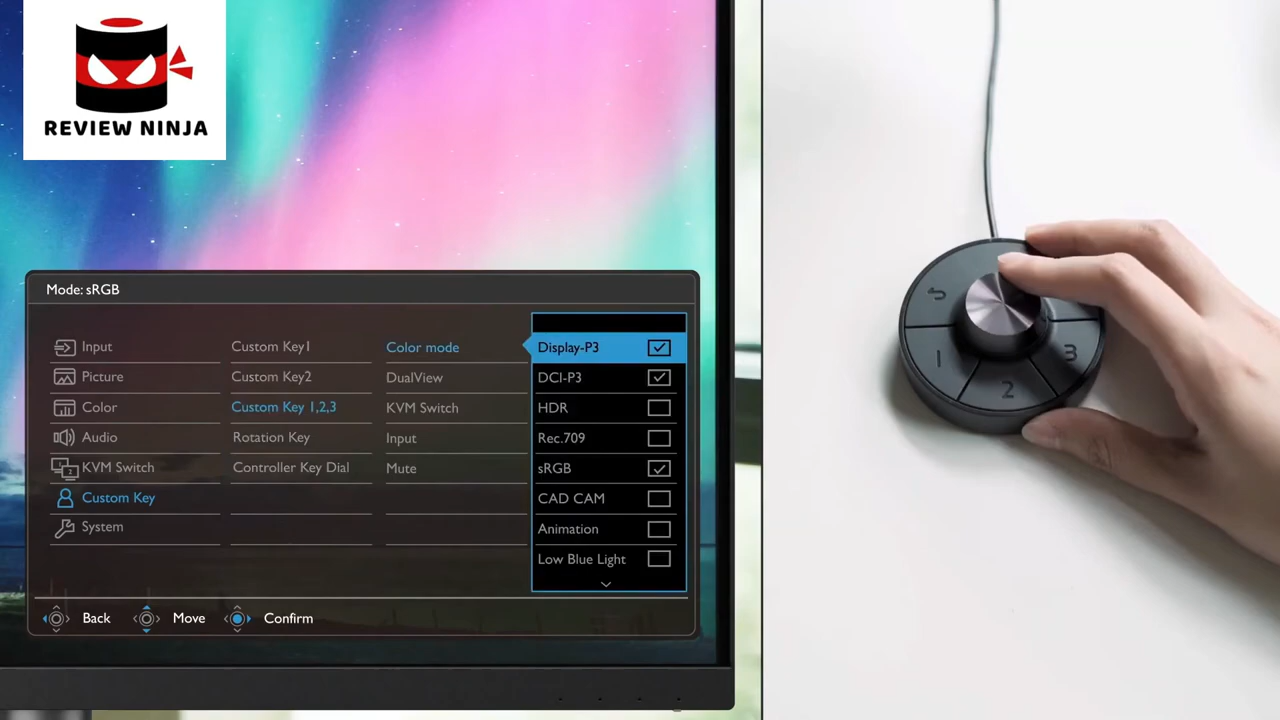 REVIEW NINJA
Mode: sRGB
Input
Picture
Color
Audio
KVM Switch
Custom Key
System
Custom Key1
Custom Key2
Custom Key 1,2,3
Rotation Key
Controller Key Dial
Color mode
DualView
KVM Switch
Input
Mute
Display-P3
DCI-P3
HDR
Rec.709
sRGB
CAD CAM
Animation
Low Blue Light
Back Move Confirm
1
2
3